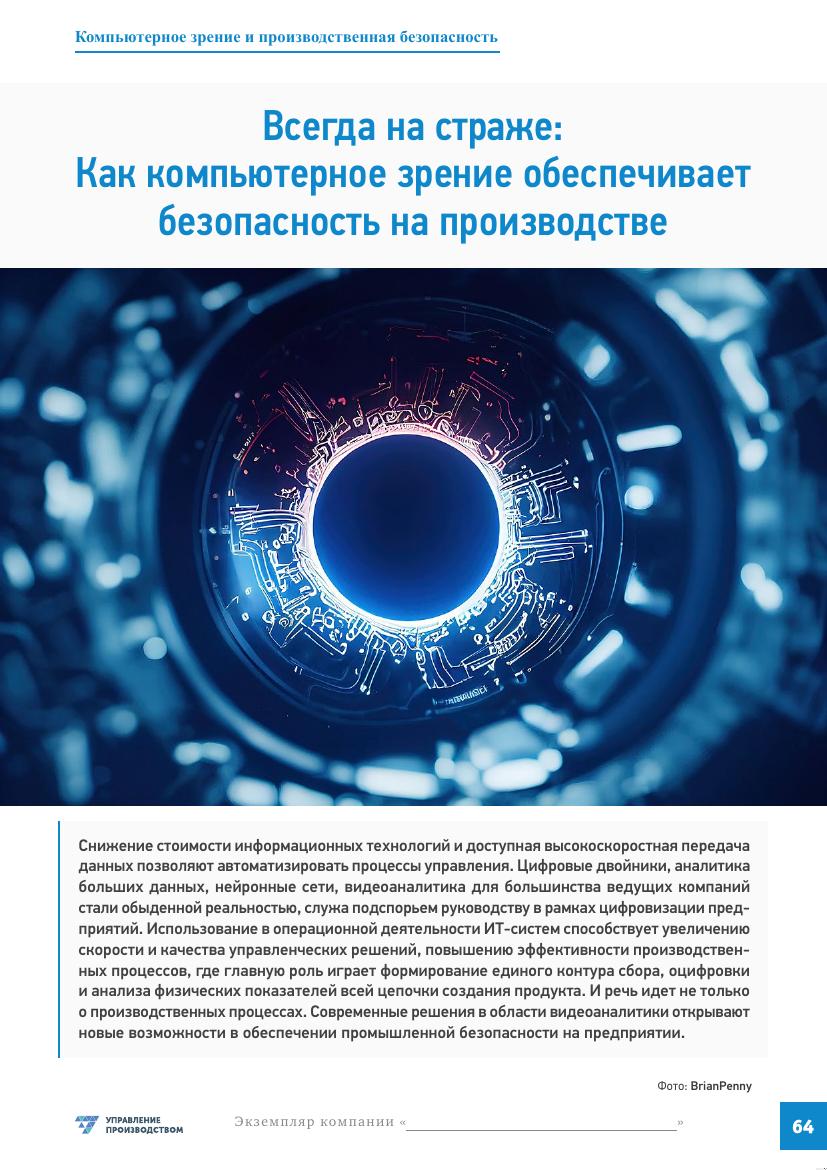 Компьютерное зрение и производственная безопасность
Всегда на страже:
Как компьютерное зрение обеспечивает
безопасность на производстве
Снижение стоимости информационных технологий и доступная высокоскоростная передача
данных позволяют автоматизировать процессы управления. Цифровые двойники, аналитика
больших данных, нейронные сети, видеоаналитика для большинства ведущих компаний
стали обыденной реальностью, служа подспорьем руководству в рамках цифровизации пред-
приятий. Использование в операционной деятельности ИТ-систем способствует увеличению
скорости и качества управленческих решений, повышению эффективности производствен-
ных процессов, где главную роль играет формирование единого контура сбора, оцифровки
и анализа физических показателей всей цепочки создания продукта. И речь идет не только
о производственных процессах. Современные решения в области видеоаналитики открывают
новые возможности в обеспечении промышленной безопасности на предприятии.
Фото: BrianPenny
УПРАВЛЕНИЕ
ПРОИЗВОДСТВОМ
Экземпляр компании «______________________________»
64